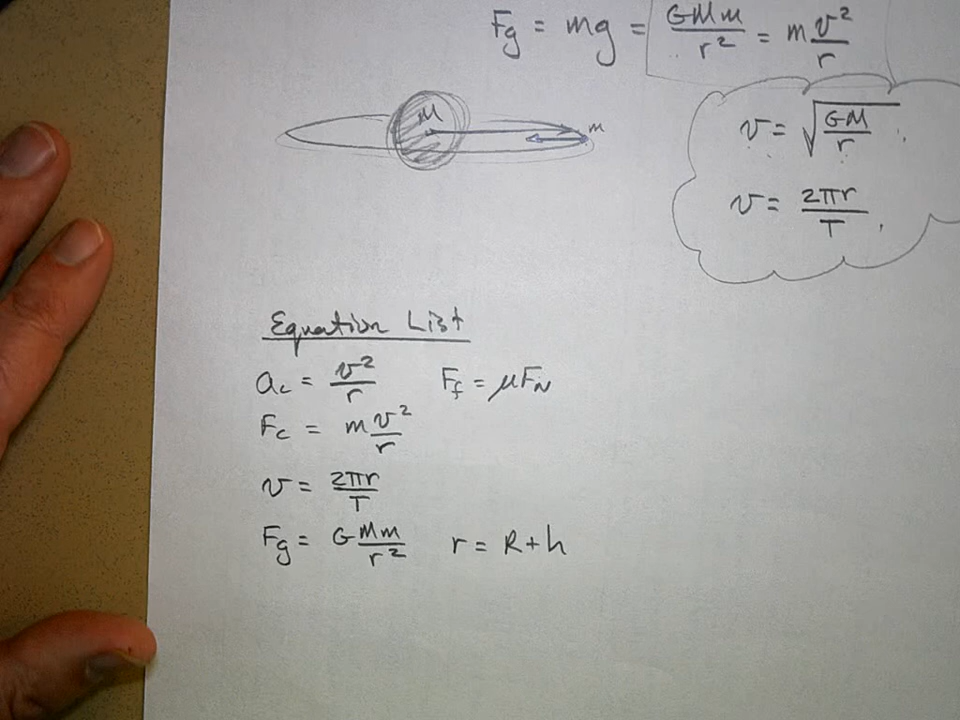 Fg = mg = GMm/r² = m v²/r
M
m
v = √(GM/r) .
v = 2πr/T .
Equation List
ac = v²/r    Ff = μFN
Fc = m v²/r
v = 2πr/T
Fg = G Mm/r²    r = R+h